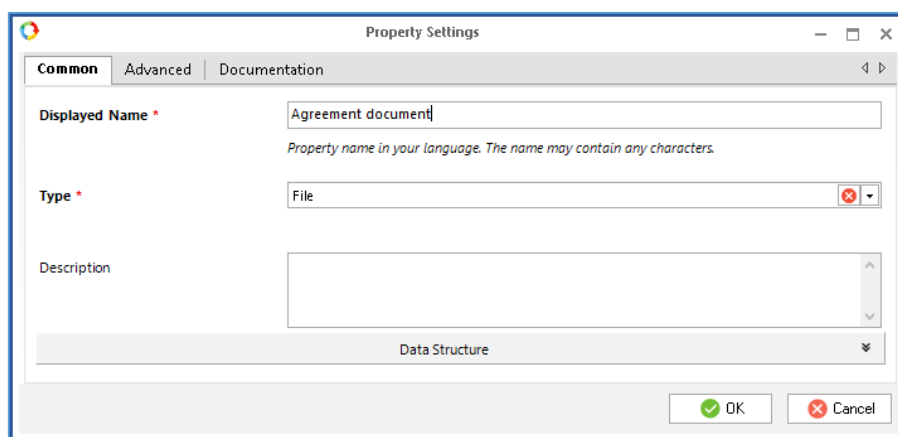 Property Settings
Common Advanced Documentation
Displayed Name * Agreement document
Property name in your language. The name may contain any characters.
Type * File
Description
Data Structure
OK Cancel